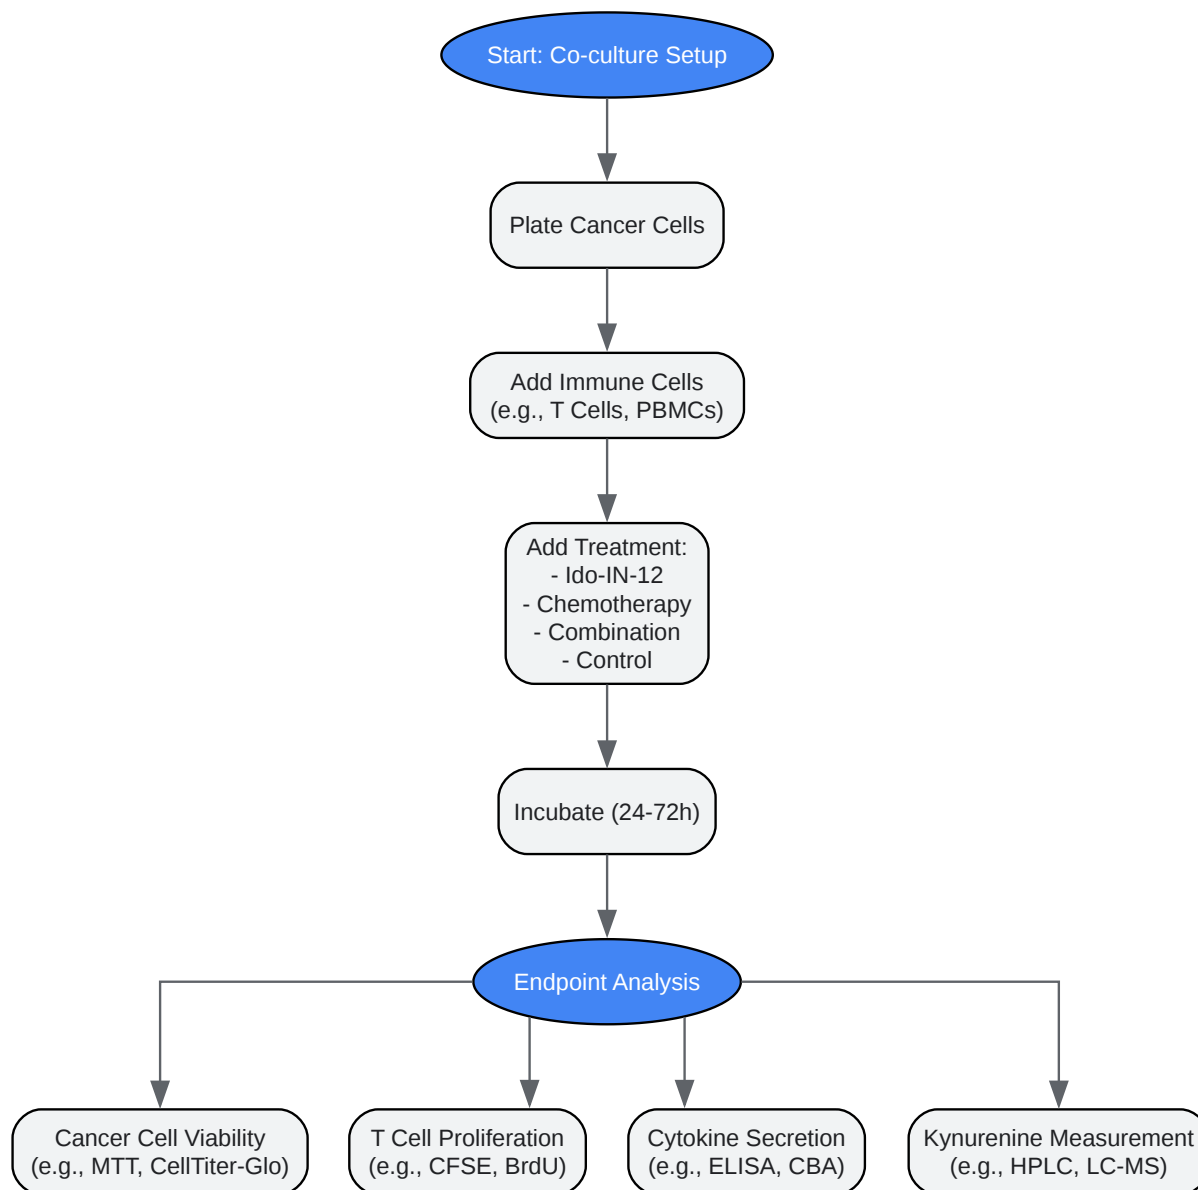 Start: Co-culture Setup
Plate Cancer Cells
Add Immune Cells
(e.g., T Cells, PBMCs)
Add Treatment:
- Ido-IN-12
- Chemotherapy
- Combination
- Control
Incubate (24-72h)
Endpoint Analysis
Cancer Cell Viability
(e.g., MTT, CellTiter-Glo)
T Cell Proliferation
(e.g., CFSE, BrdU)
Cytokine Secretion
(e.g., ELISA, CBA)
Kynurenine Measurement
(e.g., HPLC, LC-MS)